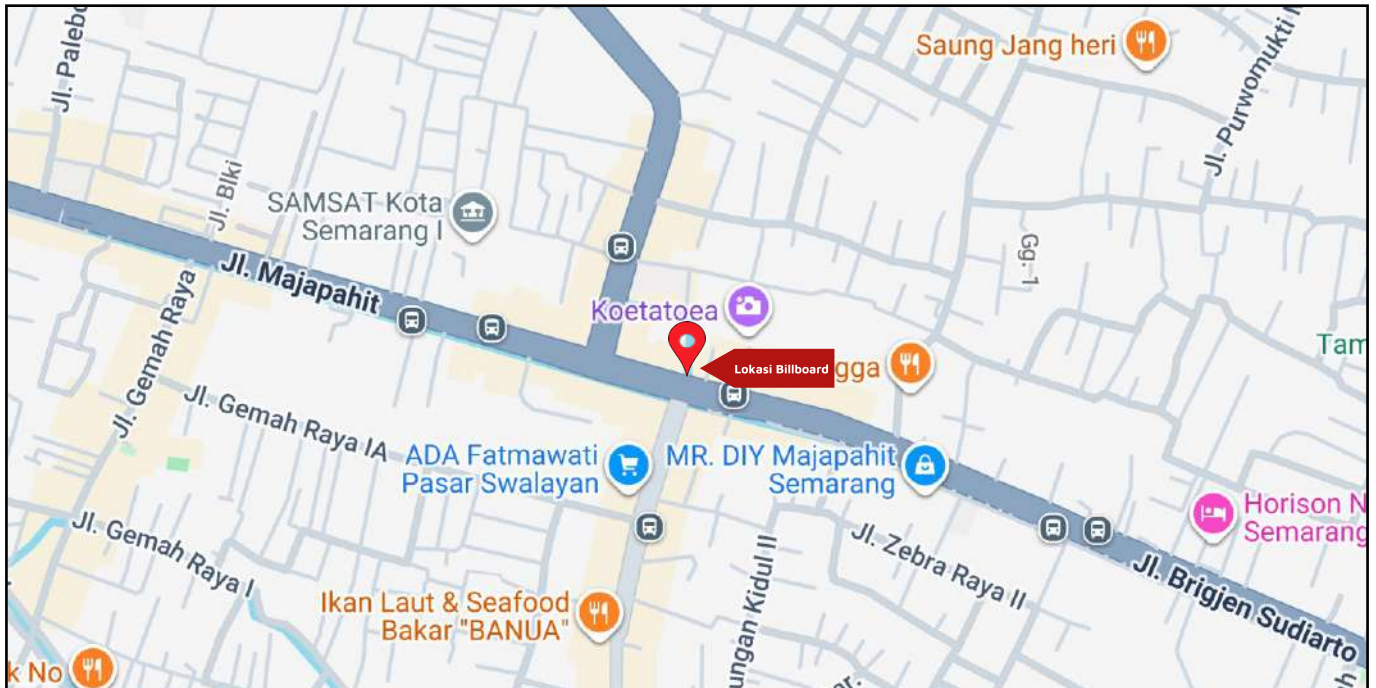 Saung Jang heri
Jl. Purwomukti
Jl. Palebo
Jl. Blki
SAMSAT Kota
Semarang I
Gg. 1
Jl. Majapahit
Jl. Gemah Raya
Koetatoea
Tam
Lokasi Billboard
gga
Jl. Gemah Raya IA
ADA Fatmawati
Pasar Swalayan
MR. DIY Majapahit
Semarang
Horison N
Semarang
Jl. Gemah Raya I
Jl. Zebra Raya II
Jl. Brigjen Sudiarto
ungan Kidul II
Ikan Laut & Seafood
Bakar "BANUA"
k No